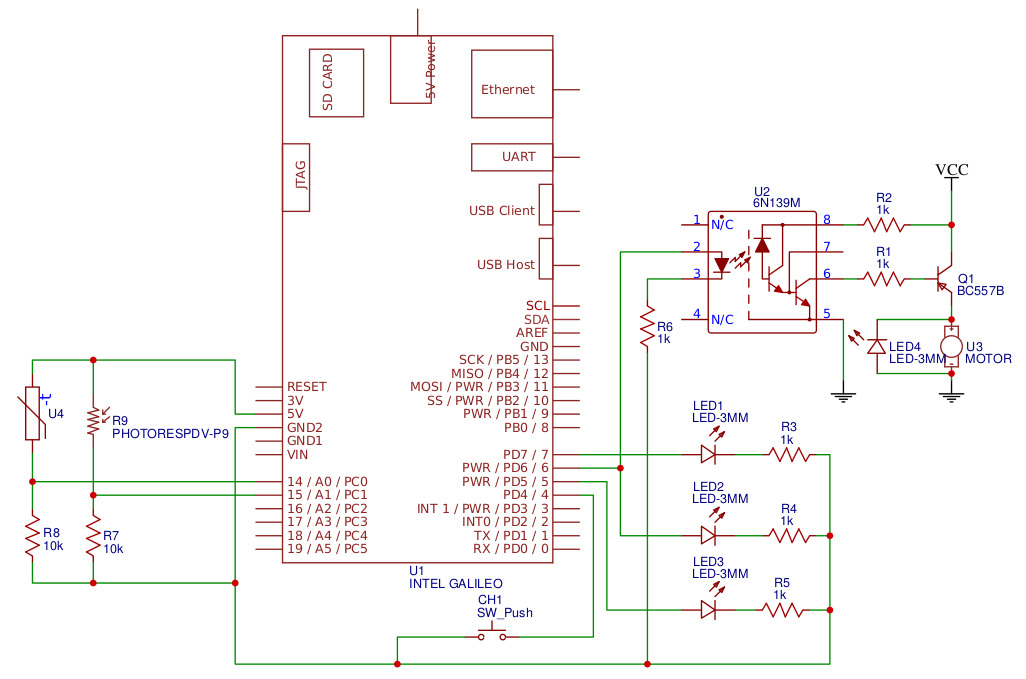 SD CARD
5V Power
Ethernet
UART
JTAG
USB Client
USB Host
SCL
SDA
AREF
GND
SCK / PB5 / 13
MISO / PB4 / 12
MOSI / PWR / PB3 / 11
SS / PWR / PB2 / 10
PWR / PB1 / 9
PB0 / 8
PD7 / 7
PWR / PD6 / 6
PWR / PD5 / 5
PD4 / 4
INT 1 / PWR / PD3 / 3
INT0 / PD2 / 2
TX / PD1 / 1
RX / PD0 / 0
RESET
3V
5V
GND2
GND1
VIN
14 / A0 / PC0
15 / A1 / PC1
16 / A2 / PC2
17 / A3 / PC3
18 / A4 / PC4
19 / A5 / PC5
U1
INTEL GALILEO
-t
U4
R9
PHOTORESPDV-P9
R8
10k
R7
10k
CH1
SW_Push
U2
6N139M
1
N/C
2
3
4
N/C
8
7
6
5
R6
1k
R2
1k
R1
1k
VCC
Q1
BC557B
LED4
LED-3MM
+
-
U3
MOTOR
LED1
LED-3MM
R3
1k
LED2
LED-3MM
R4
1k
LED3
LED-3MM
R5
1k